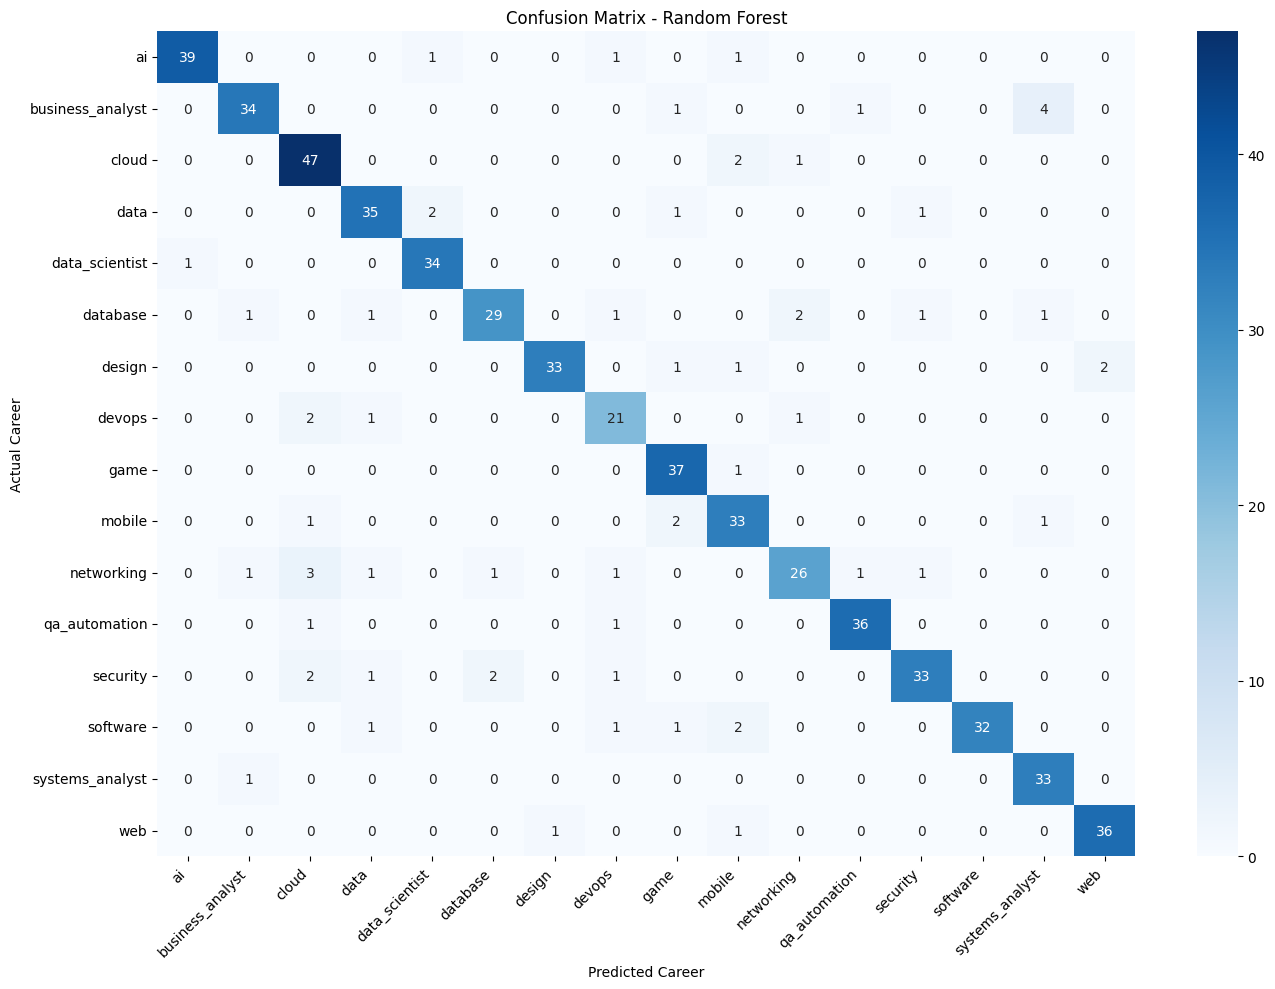 Confusion Matrix - Random Forest
ai 39 0 0 0 1 0 0 1 0 1 0 0 0 0 0 0
business_analyst 0 34 0 0 0 0 0 0 1 0 0 1 0 0 4 0
cloud 0 0 47 0 0 0 0 0 0 2 1 0 0 0 0 0
40
data 0 0 0 35 2 0 0 0 1 0 0 0 1 0 0 0
data_scientist 1 0 0 0 34 0 0 0 0 0 0 0 0 0 0 0
database 0 1 0 1 0 29 0 1 0 0 2 0 1 0 1 0
30
design 0 0 0 0 0 0 33 0 1 1 0 0 0 0 0 2
devops 0 0 2 1 0 0 0 21 0 0 1 0 0 0 0 0
Actual Career
game 0 0 0 0 0 0 0 0 37 1 0 0 0 0 0 0
20
mobile 0 0 1 0 0 0 0 0 2 33 0 0 0 0 1 0
networking 0 1 3 1 0 1 0 1 0 0 26 1 1 0 0 0
qa_automation 0 0 1 0 0 0 0 1 0 0 0 36 0 0 0 0
10
security 0 0 2 1 0 2 0 1 0 0 0 0 33 0 0 0
software 0 0 0 1 0 0 0 1 1 2 0 0 0 32 0 0
systems_analyst 0 1 0 0 0 0 0 0 0 0 0 0 0 0 33 0
web 0 0 0 0 0 0 1 0 0 1 0 0 0 0 0 36
0
ai business_analyst cloud data data_scientist database design devops game mobile networking qa_automation security software systems_analyst web
Predicted Career